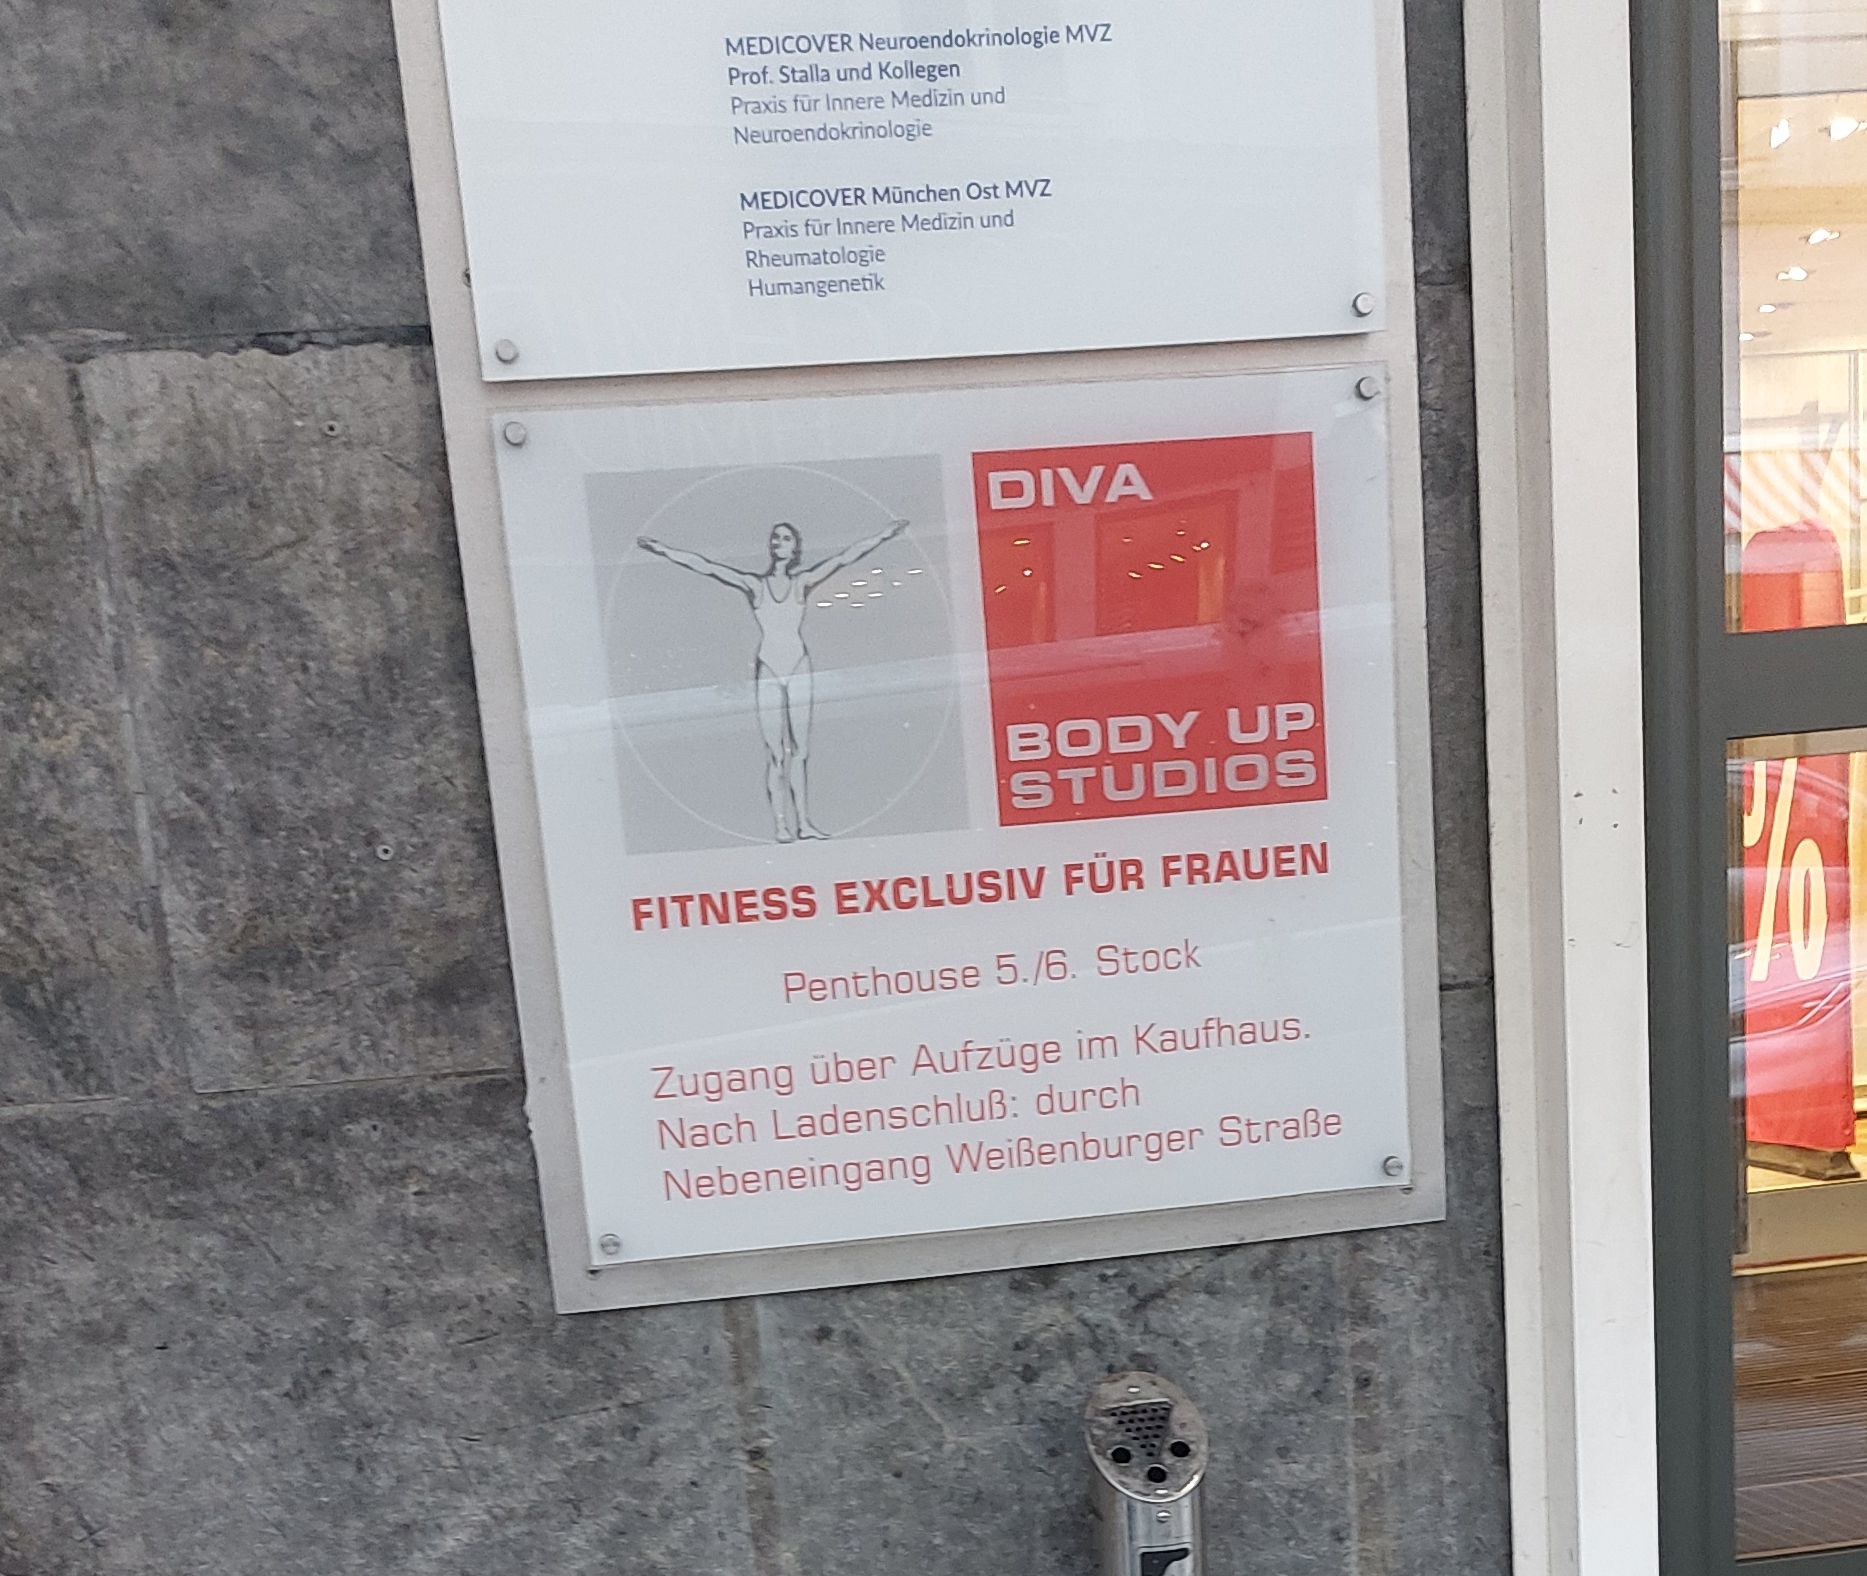 MEDICOVER Neuroendokrinologie MVZ
Prof. Stalla und Kollegen
Praxis für Innere Medizin und
Neuroendokrinologie
MEDICOVER München Ost MVZ
Praxis für Innere Medizin und
Rheumatologie
Humangenetik
DIVA
BODY UP
STUDIOS
FITNESS EXCLUSIV FÜR FRAUEN
Penthouse 5./6. Stock
Zugang über Aufzüge im Kaufhaus.
Nach Ladenschluß: durch
Nebeneingang Weißenburger Straße
%